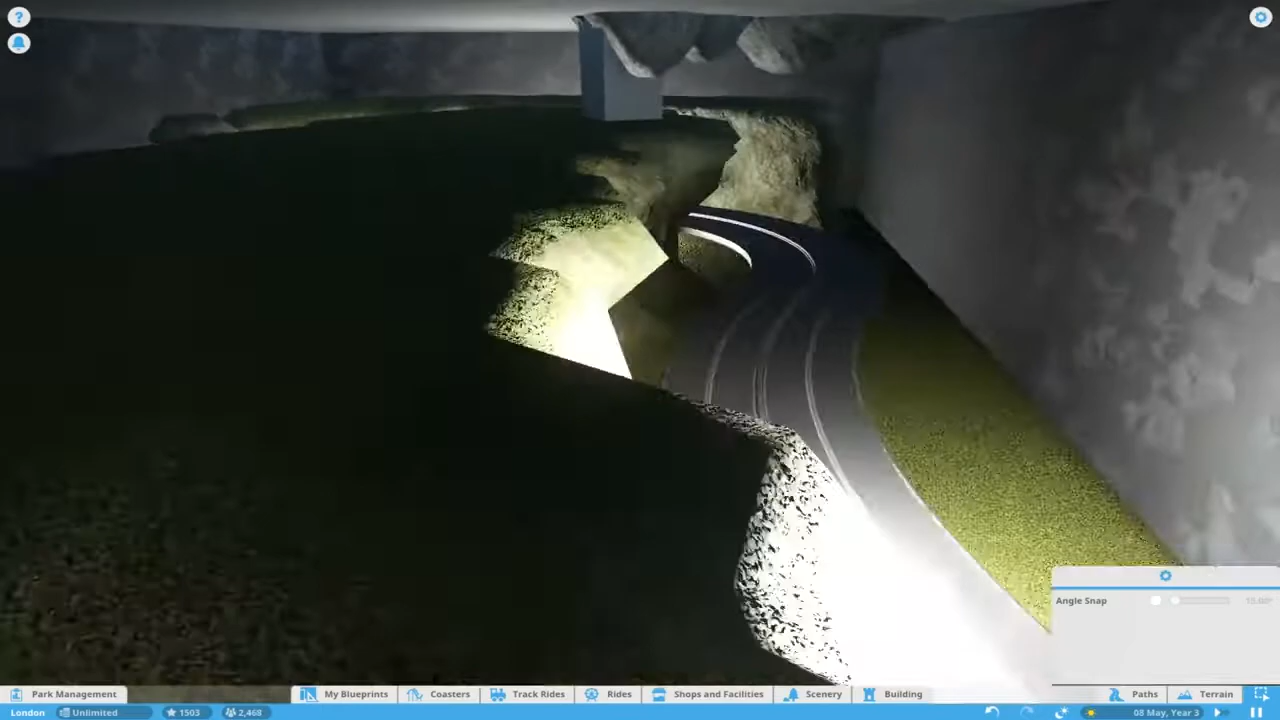 ?
Angle Snap
Park Management
My Blueprints
Coasters
Track Rides
Rides
Shops and Facilities
Scenery
Building
Paths
Terrain
London
Unlimited
1503
2,468
08 May, Year 3